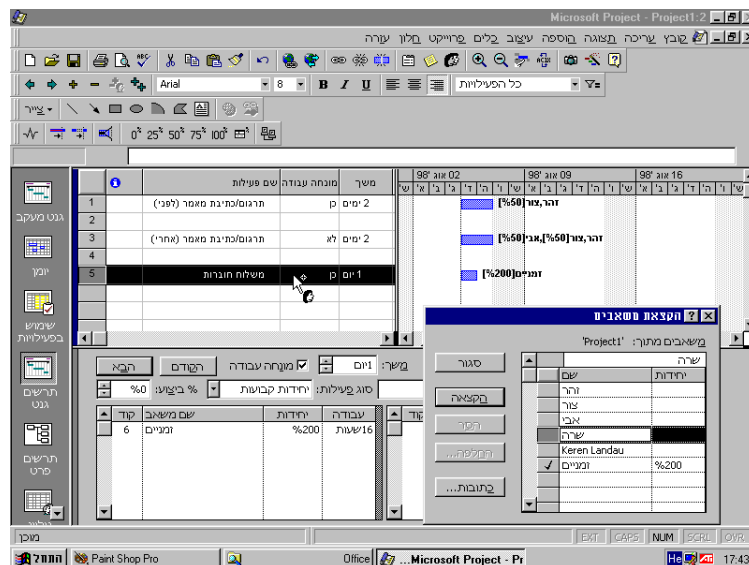 Microsoft Project - Project1:2
קובץ עריכה תצוגה הוספה עיצוב כלים פרוייקט חלון עזרה
Arial 8 B I U כל הפעילויות
צייר
0% 25% 50% 75% 100%
שם פעילות מונחה עבודה משך
02 אוג '98 09 אוג '98 16 אוג '98
1 תרגום/כתיבת מאמר (לפני) כן 2 ימים
זהר,צור[50%]
2
3 תרגום/כתיבת מאמר (אחרי) לא 2 ימים
זהר,צור[50%],אבי[50%]
4
5 משלוח חוברות כן 1 יום
זמניים[200%]
גנט מעקב
יומן
שימוש בפעילויות
תרשים גנט
תרשים פרט
משך: 1יום מונחה עבודה הקודם הבא
סוג פעילות: יחידות קבועות % ביצוע: 0%
קוד שם משאב יחידות עבודה
6 זמניים 200% 16שעות
קוד
הקצאת משאבים
משאבים מתוך: 'Project1'
שרה
שם יחידות
זהר
צור
אבי
שרה
Keren Landau
זמניים 200%
סגור
הקצאה
הסר
החלפה...
כתובות...
מוכן
EXT CAPS NUM SCRL OVR
התחל Paint Shop Pro Office Microsoft Project - Pr... He 17:43